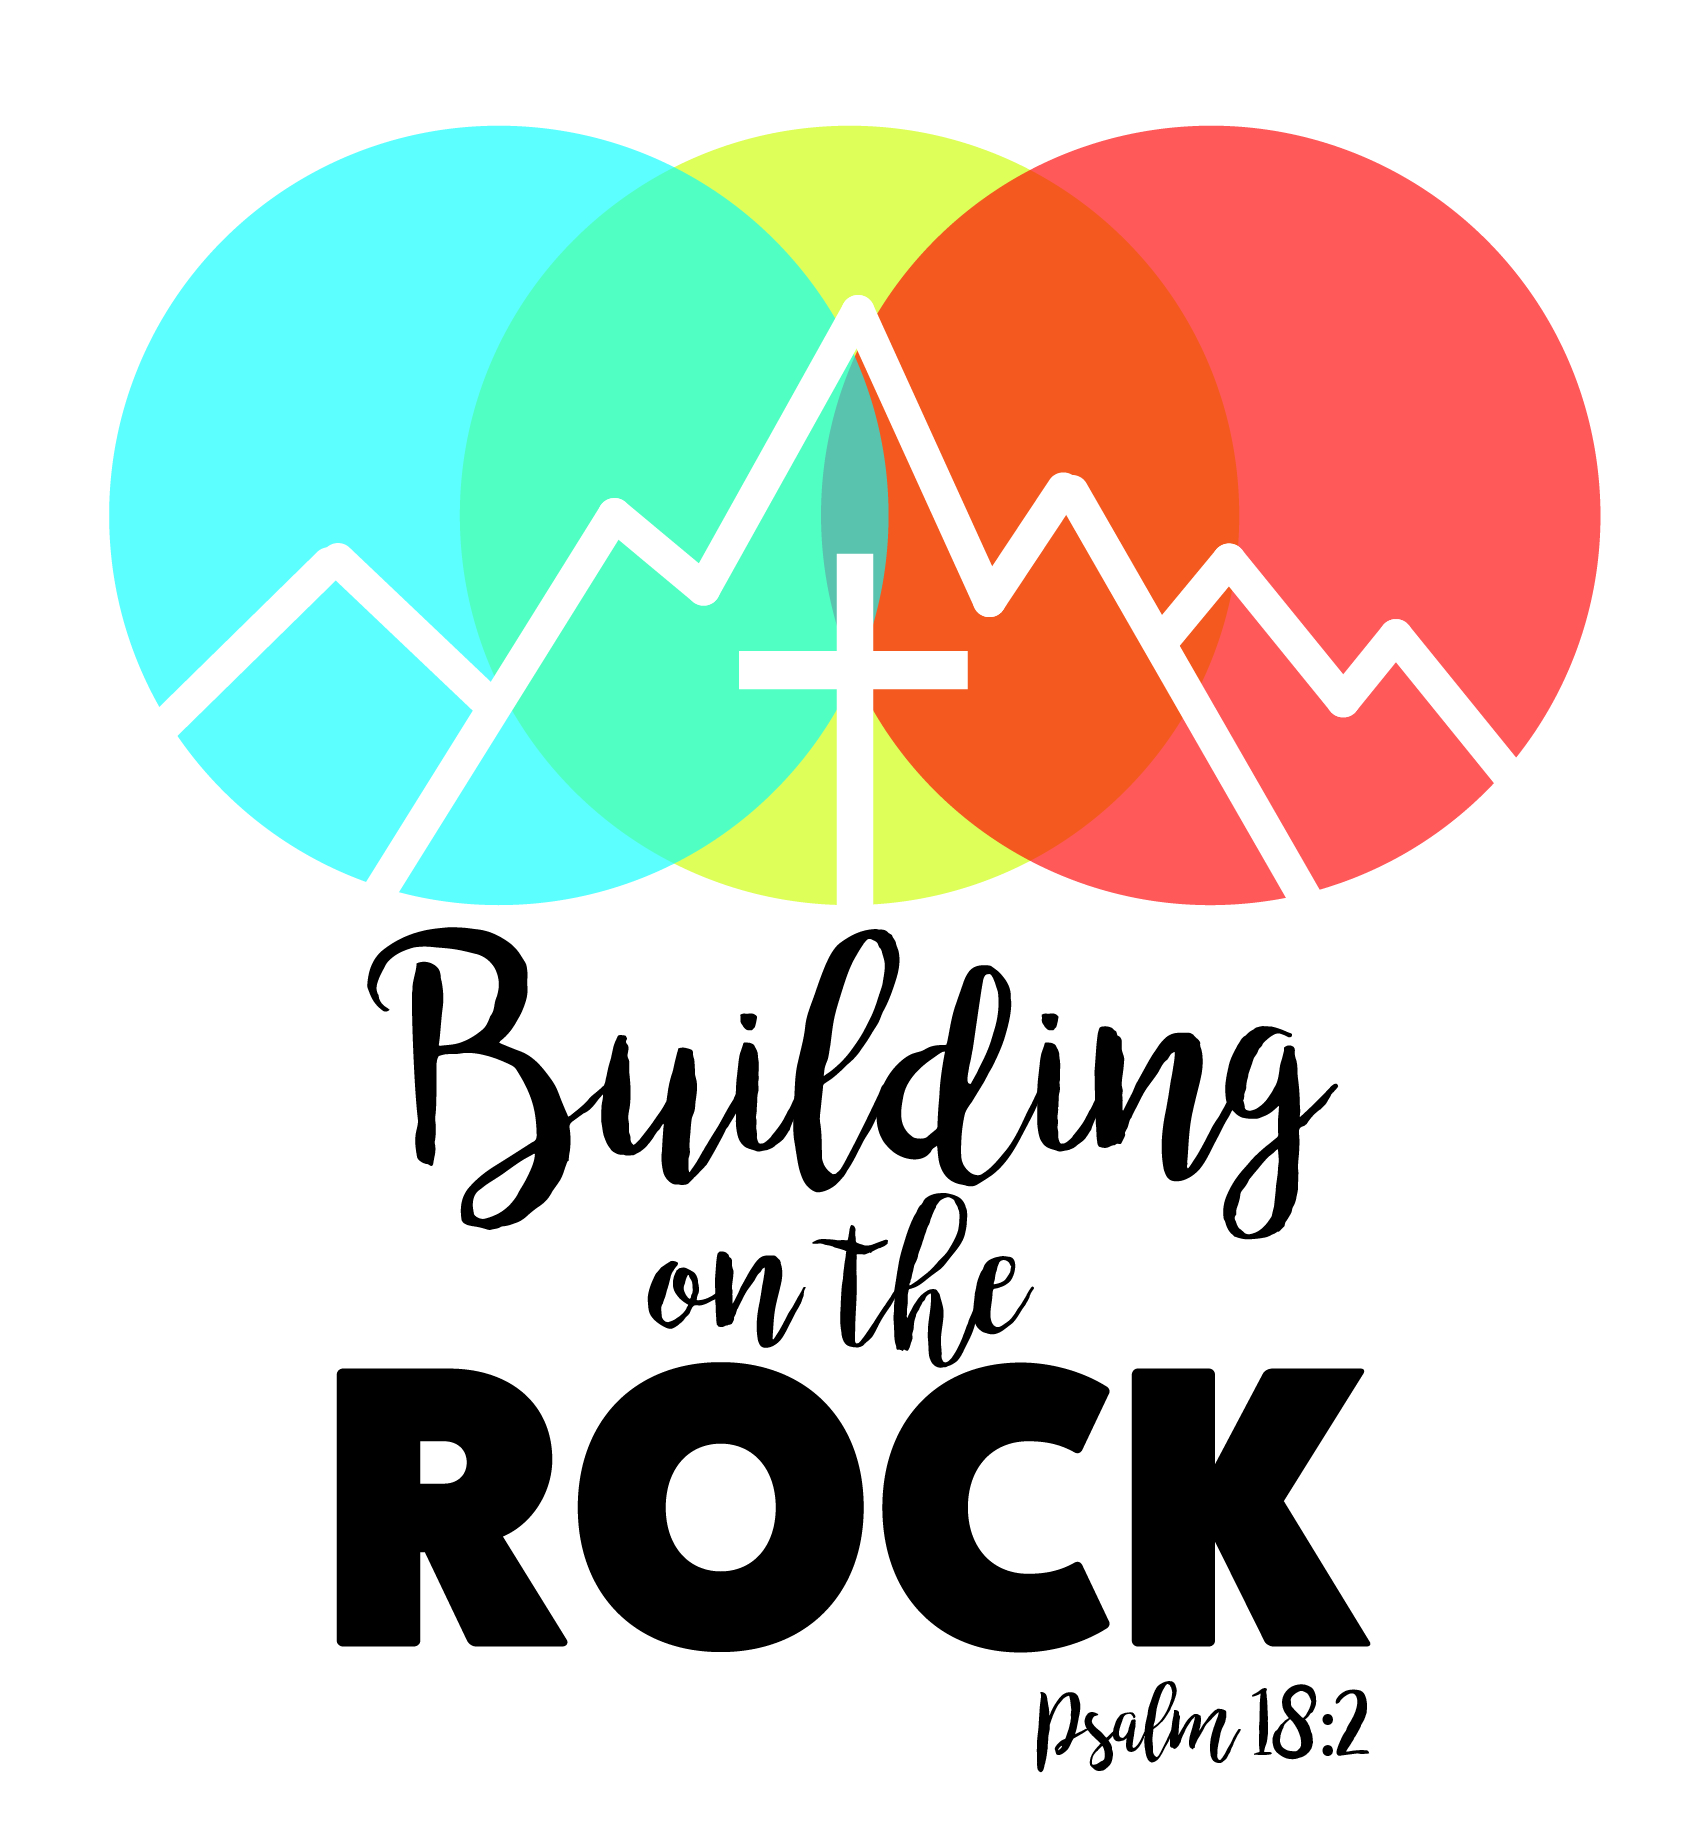 Building
on the
ROCK
Psalm 18:2